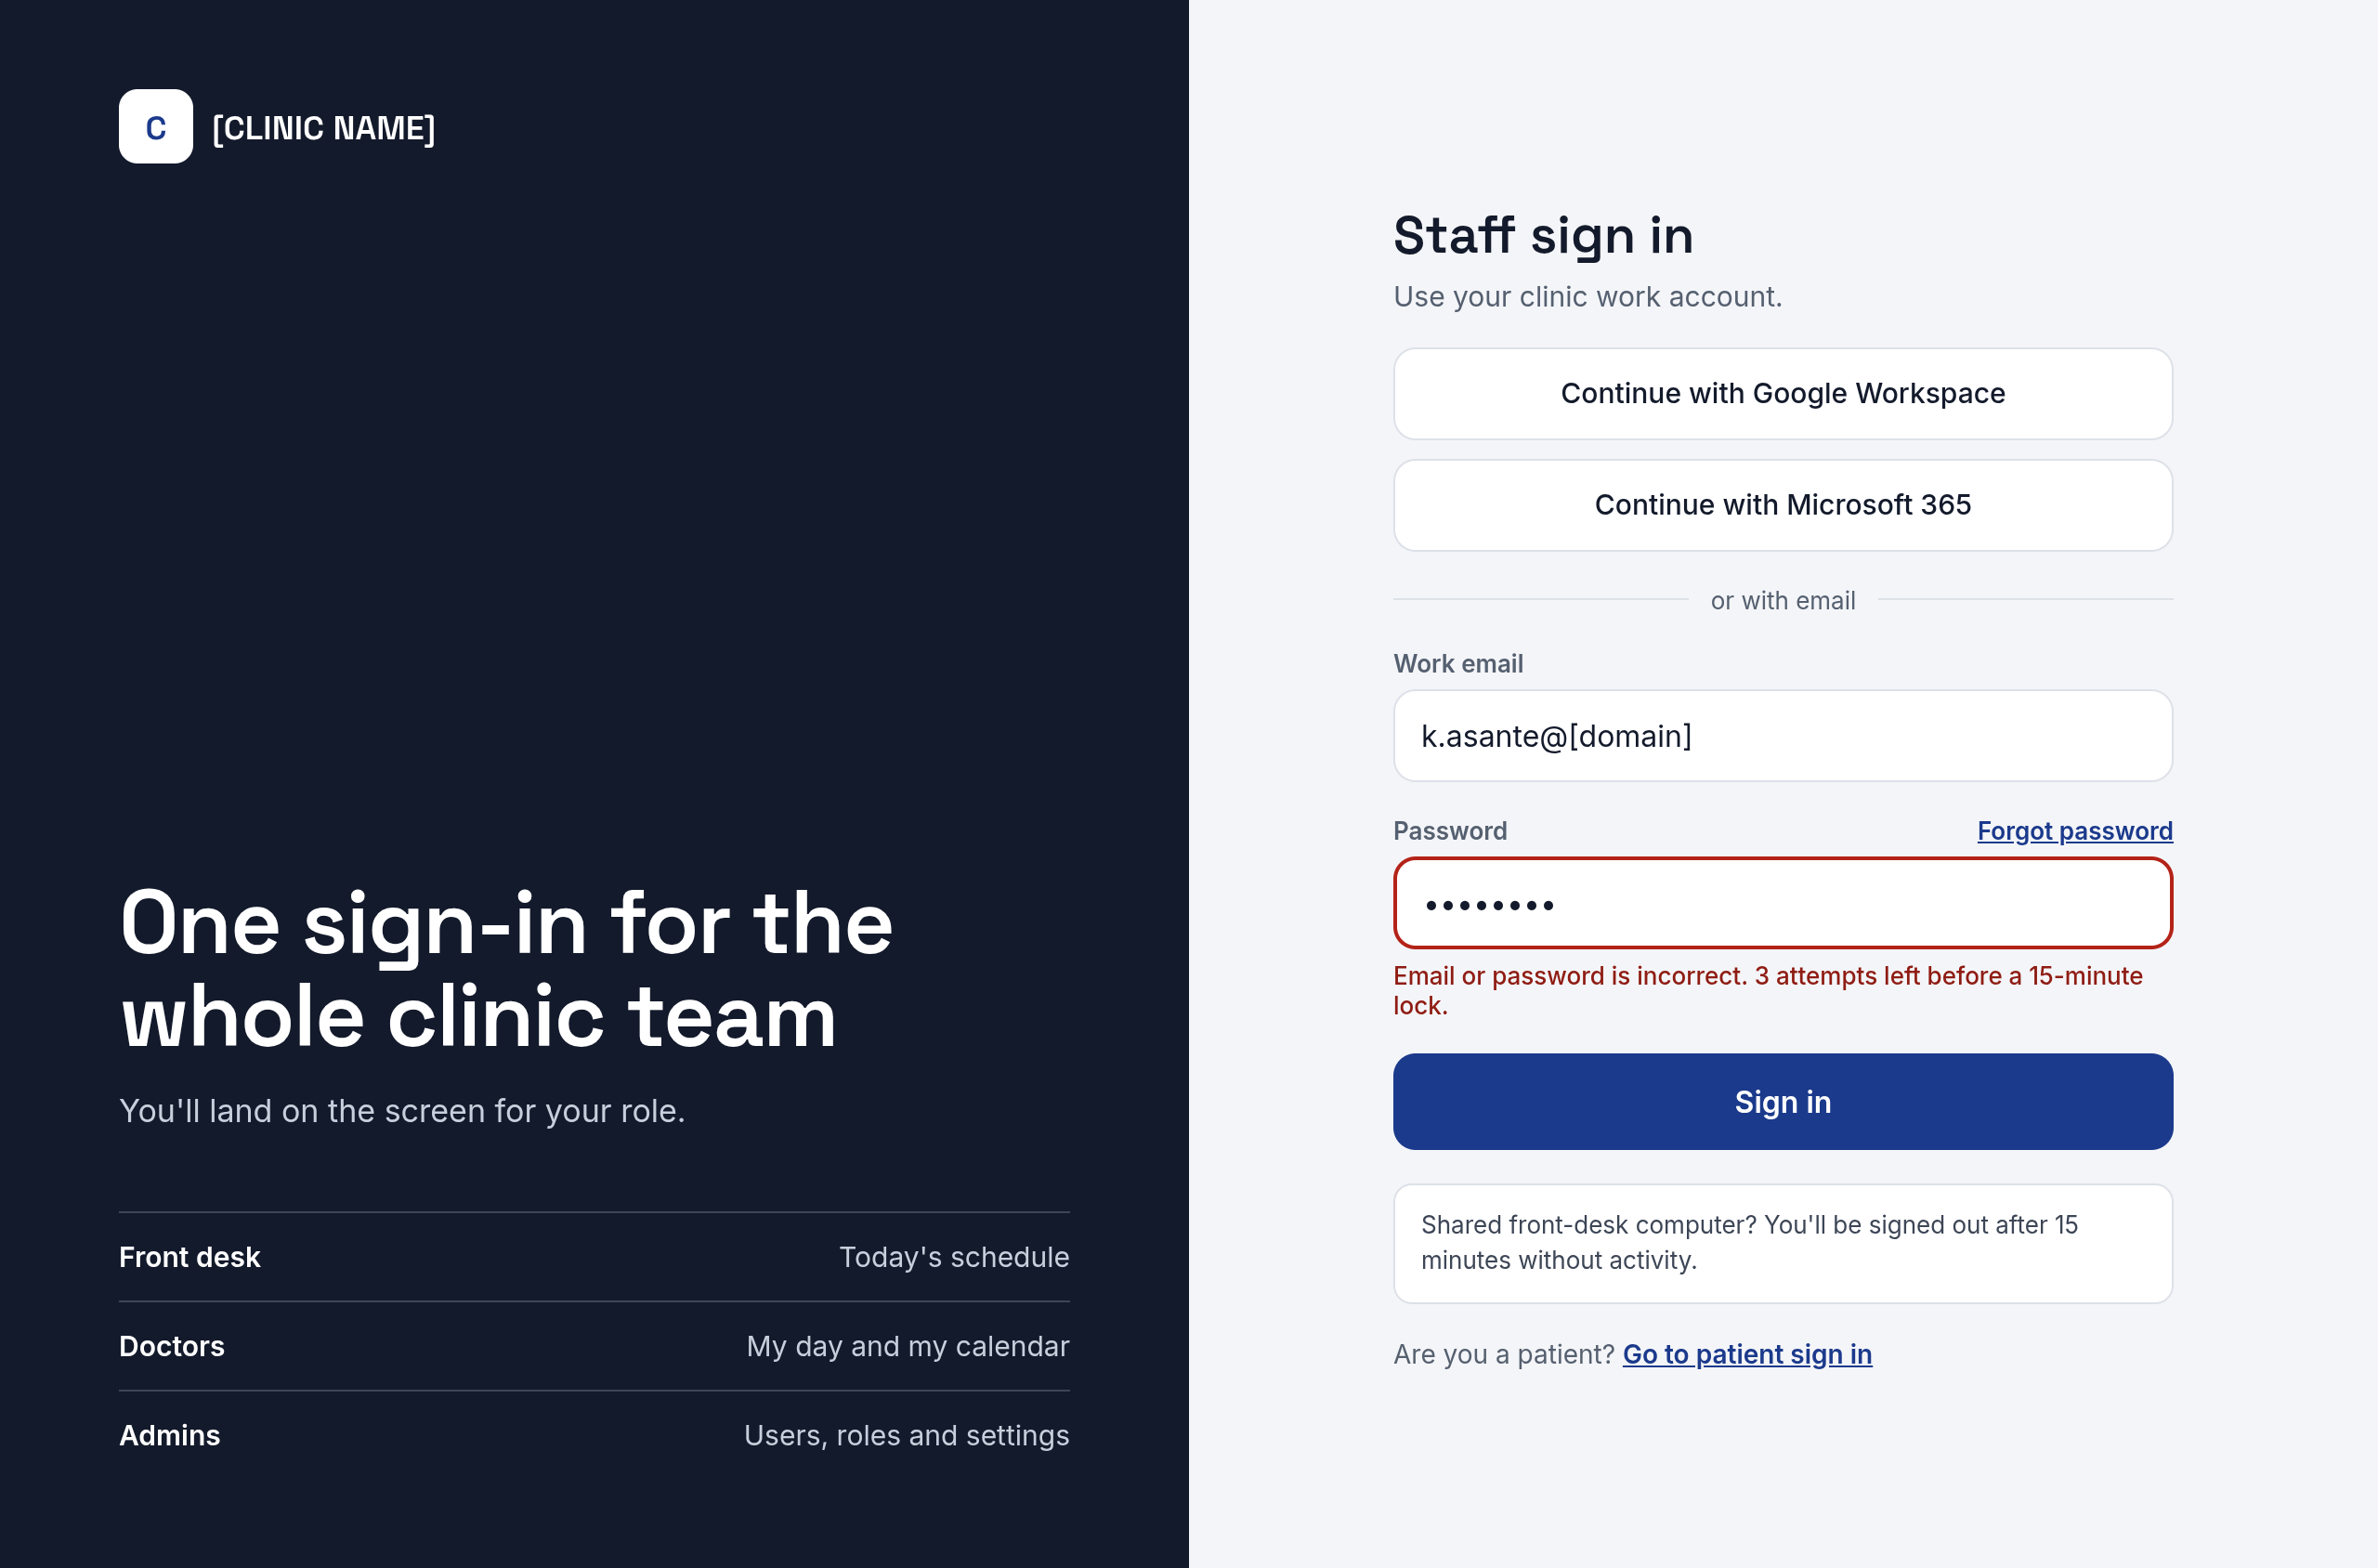 C
[CLINIC NAME]
One sign-in for the
whole clinic team
You'll land on the screen for your role.
Front desk
Today's schedule
Doctors
My day and my calendar
Admins
Users, roles and settings
Staff sign in
Use your clinic work account.
Continue with Google Workspace
Continue with Microsoft 365
or with email
Work email
k.asante@[domain]
Password
Forgot password
••••••••
Email or password is incorrect. 3 attempts left before a 15-minute
lock.
Sign in
Shared front-desk computer? You'll be signed out after 15
minutes without activity.
Are you a patient? Go to patient sign in